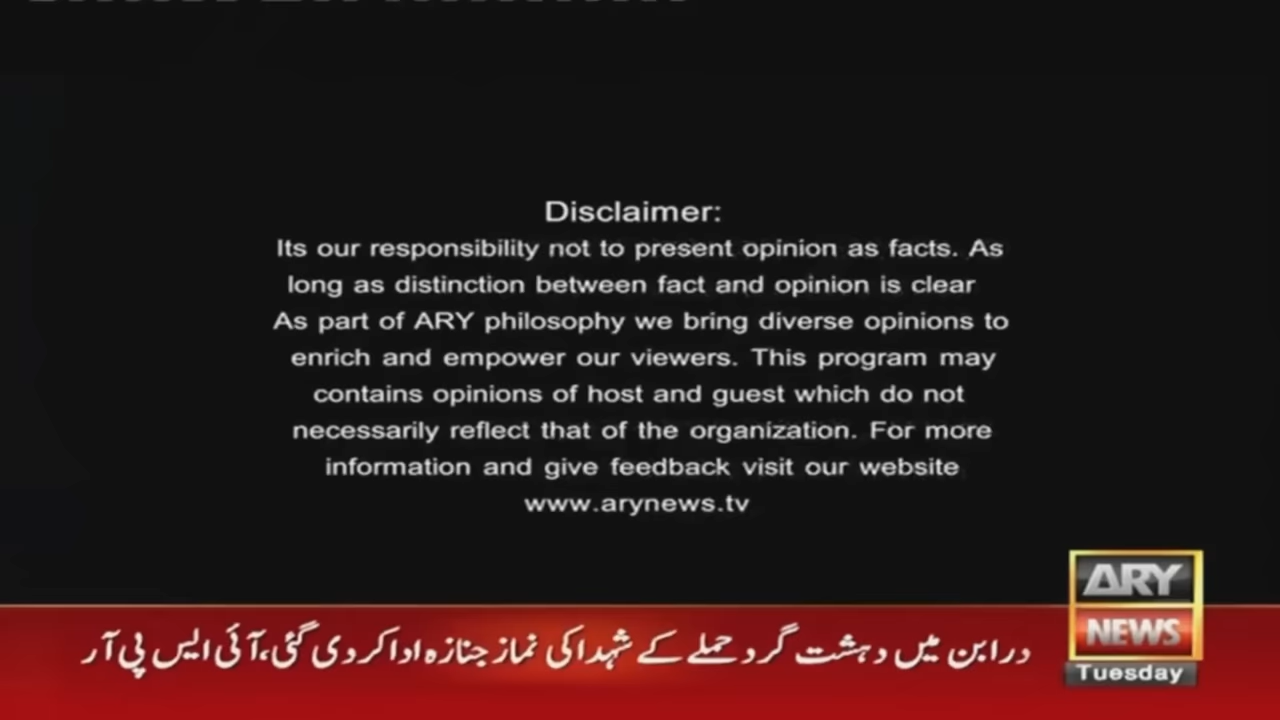 Disclaimer:
Its our responsibility not to present opinion as facts. As
long as distinction between fact and opinion is clear
As part of ARY philosophy we bring diverse opinions to
enrich and empower our viewers. This program may
contains opinions of host and guest which do not
necessarily reflect that of the organization. For more
information and give feedback visit our website
www.arynews.tv
ARY
NEWS
Tuesday
درابن میں دہشت گرد حملے کے شہدا کی نماز جنازہ ادا کر دی گئی، آئی ایس پی آر